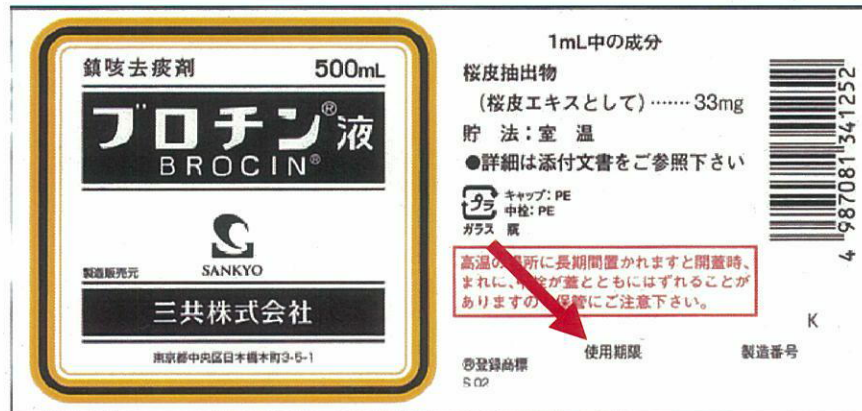 鎮咳去痰剤 500mL
ブロチン®液
BROCIN®
SANKYO
製造販売元
三共株式会社
東京都中央区日本橋本町3-5-1
1mL中の成分
桜皮抽出物
(桜皮エキスとして)……33mg
貯 法:室 温
●詳細は添付文書をご参照下さい
プラ
キャップ:PE
中栓:PE
ガラス 瓶
高温の場所に長期間置かれますと開蓋時、
まれに、中栓が蓋とともにはずれることが
ありますので保管にご注意下さい。
K
使用期限 製造番号
®登録商標
S 02
4 987081 341252